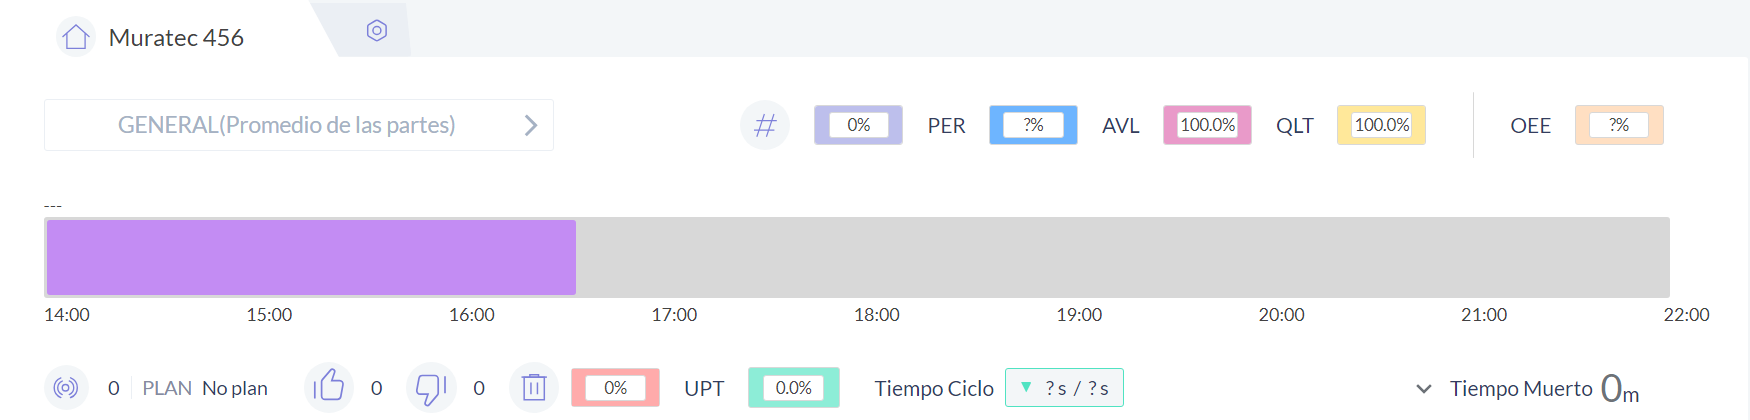 Muratec 456
GENERAL(Promedio de las partes)
# 0% PER ?% AVL 100.0% QLT 100.0% OEE ?%
---
14:00 15:00 16:00 17:00 18:00 19:00 20:00 21:00 22:00
0 PLAN No plan 0 0 0% UPT 0.0% Tiempo Ciclo ? s / ? s Tiempo Muerto 0m